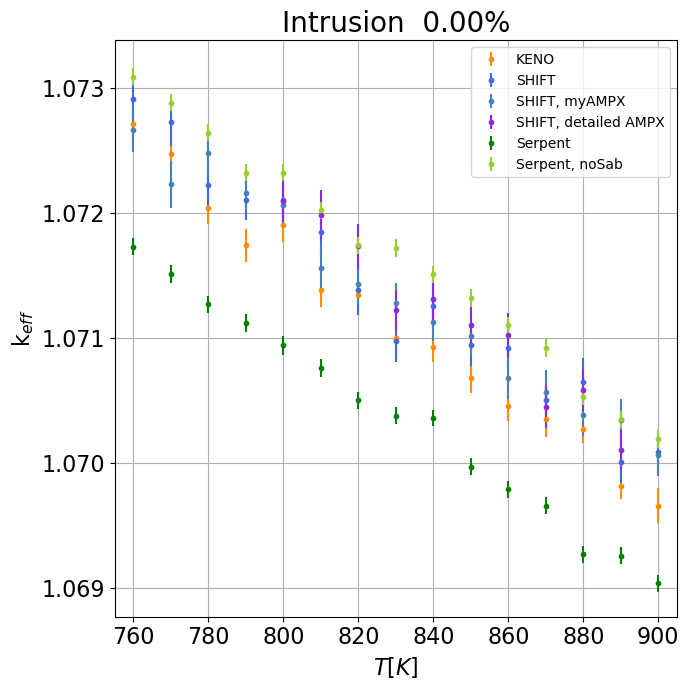 Intrusion  0.00%
KENO
SHIFT
SHIFT, myAMPX
SHIFT, detailed AMPX
Serpent
Serpent, noSab
1.073
1.072
1.071
1.070
1.069
k_eff
760 780 800 820 840 860 880 900
T[K]